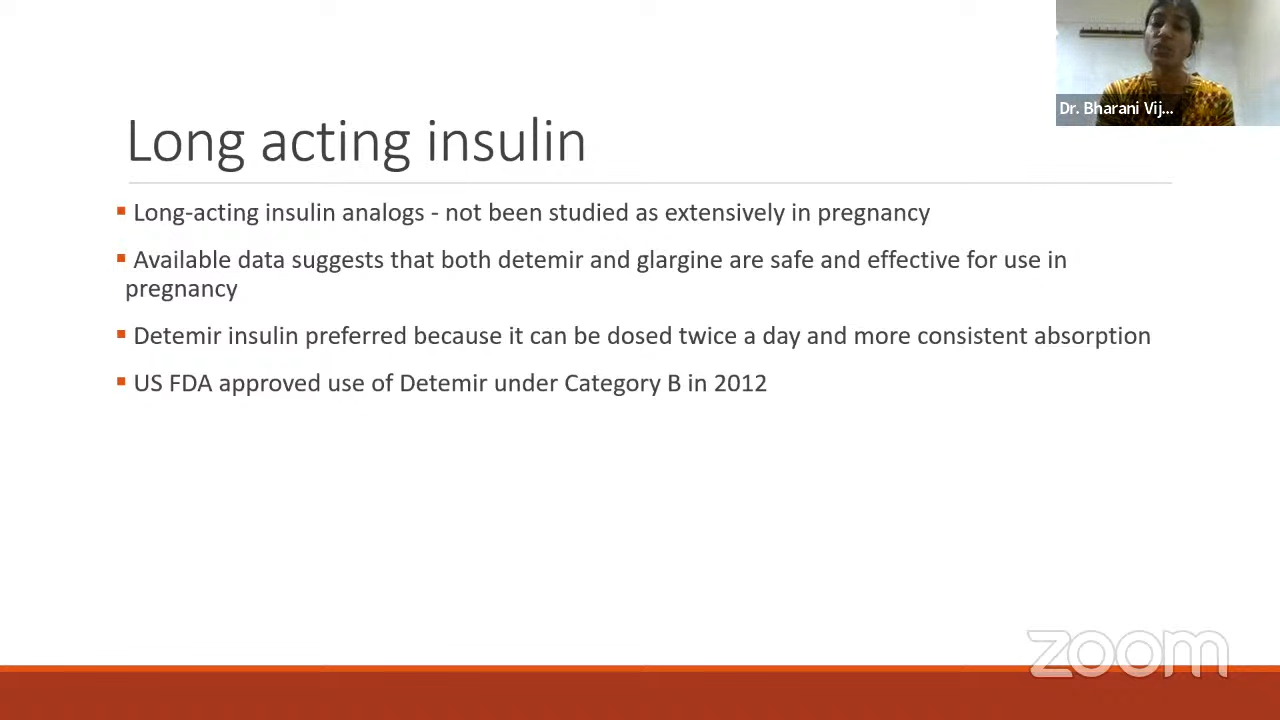 Dr. Bharani Vij...
Long acting insulin
Long-acting insulin analogs - not been studied as extensively in pregnancy
Available data suggests that both detemir and glargine are safe and effective for use in
pregnancy
Detemir insulin preferred because it can be dosed twice a day and more consistent absorption
US FDA approved use of Detemir under Category B in 2012
zoom